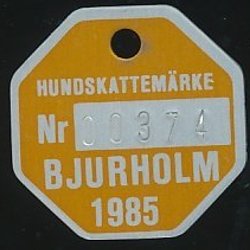 HUNDSKATTEMÄRKE
Nr 00374
BJURHOLM
1985